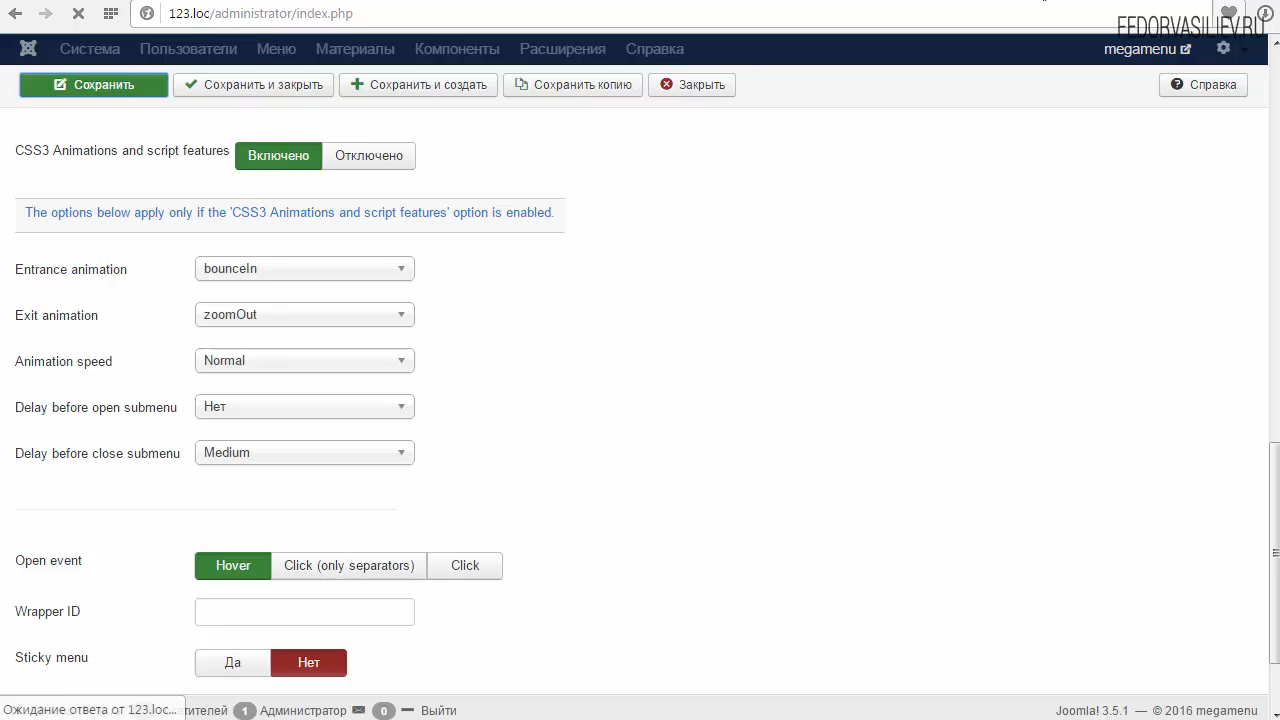 123.loc/administrator/index.php
FEDORVASILIEV.RU
Система Пользователи Меню Материалы Компоненты Расширения Справка megamenu
Сохранить Сохранить и закрыть Сохранить и создать Сохранить копию Закрыть Справка
CSS3 Animations and script features Включено Отключено
The options below apply only if the 'CSS3 Animations and script features' option is enabled.
Entrance animation bounceIn
Exit animation zoomOut
Animation speed Normal
Delay before open submenu Нет
Delay before close submenu Medium
Open event Hover Click (only separators) Click
Wrapper ID
Sticky menu Да Нет
Ожидание ответа от 123.loc... 1 Администратор 0 Выйти Joomla! 3.5.1 — © 2016 megamenu